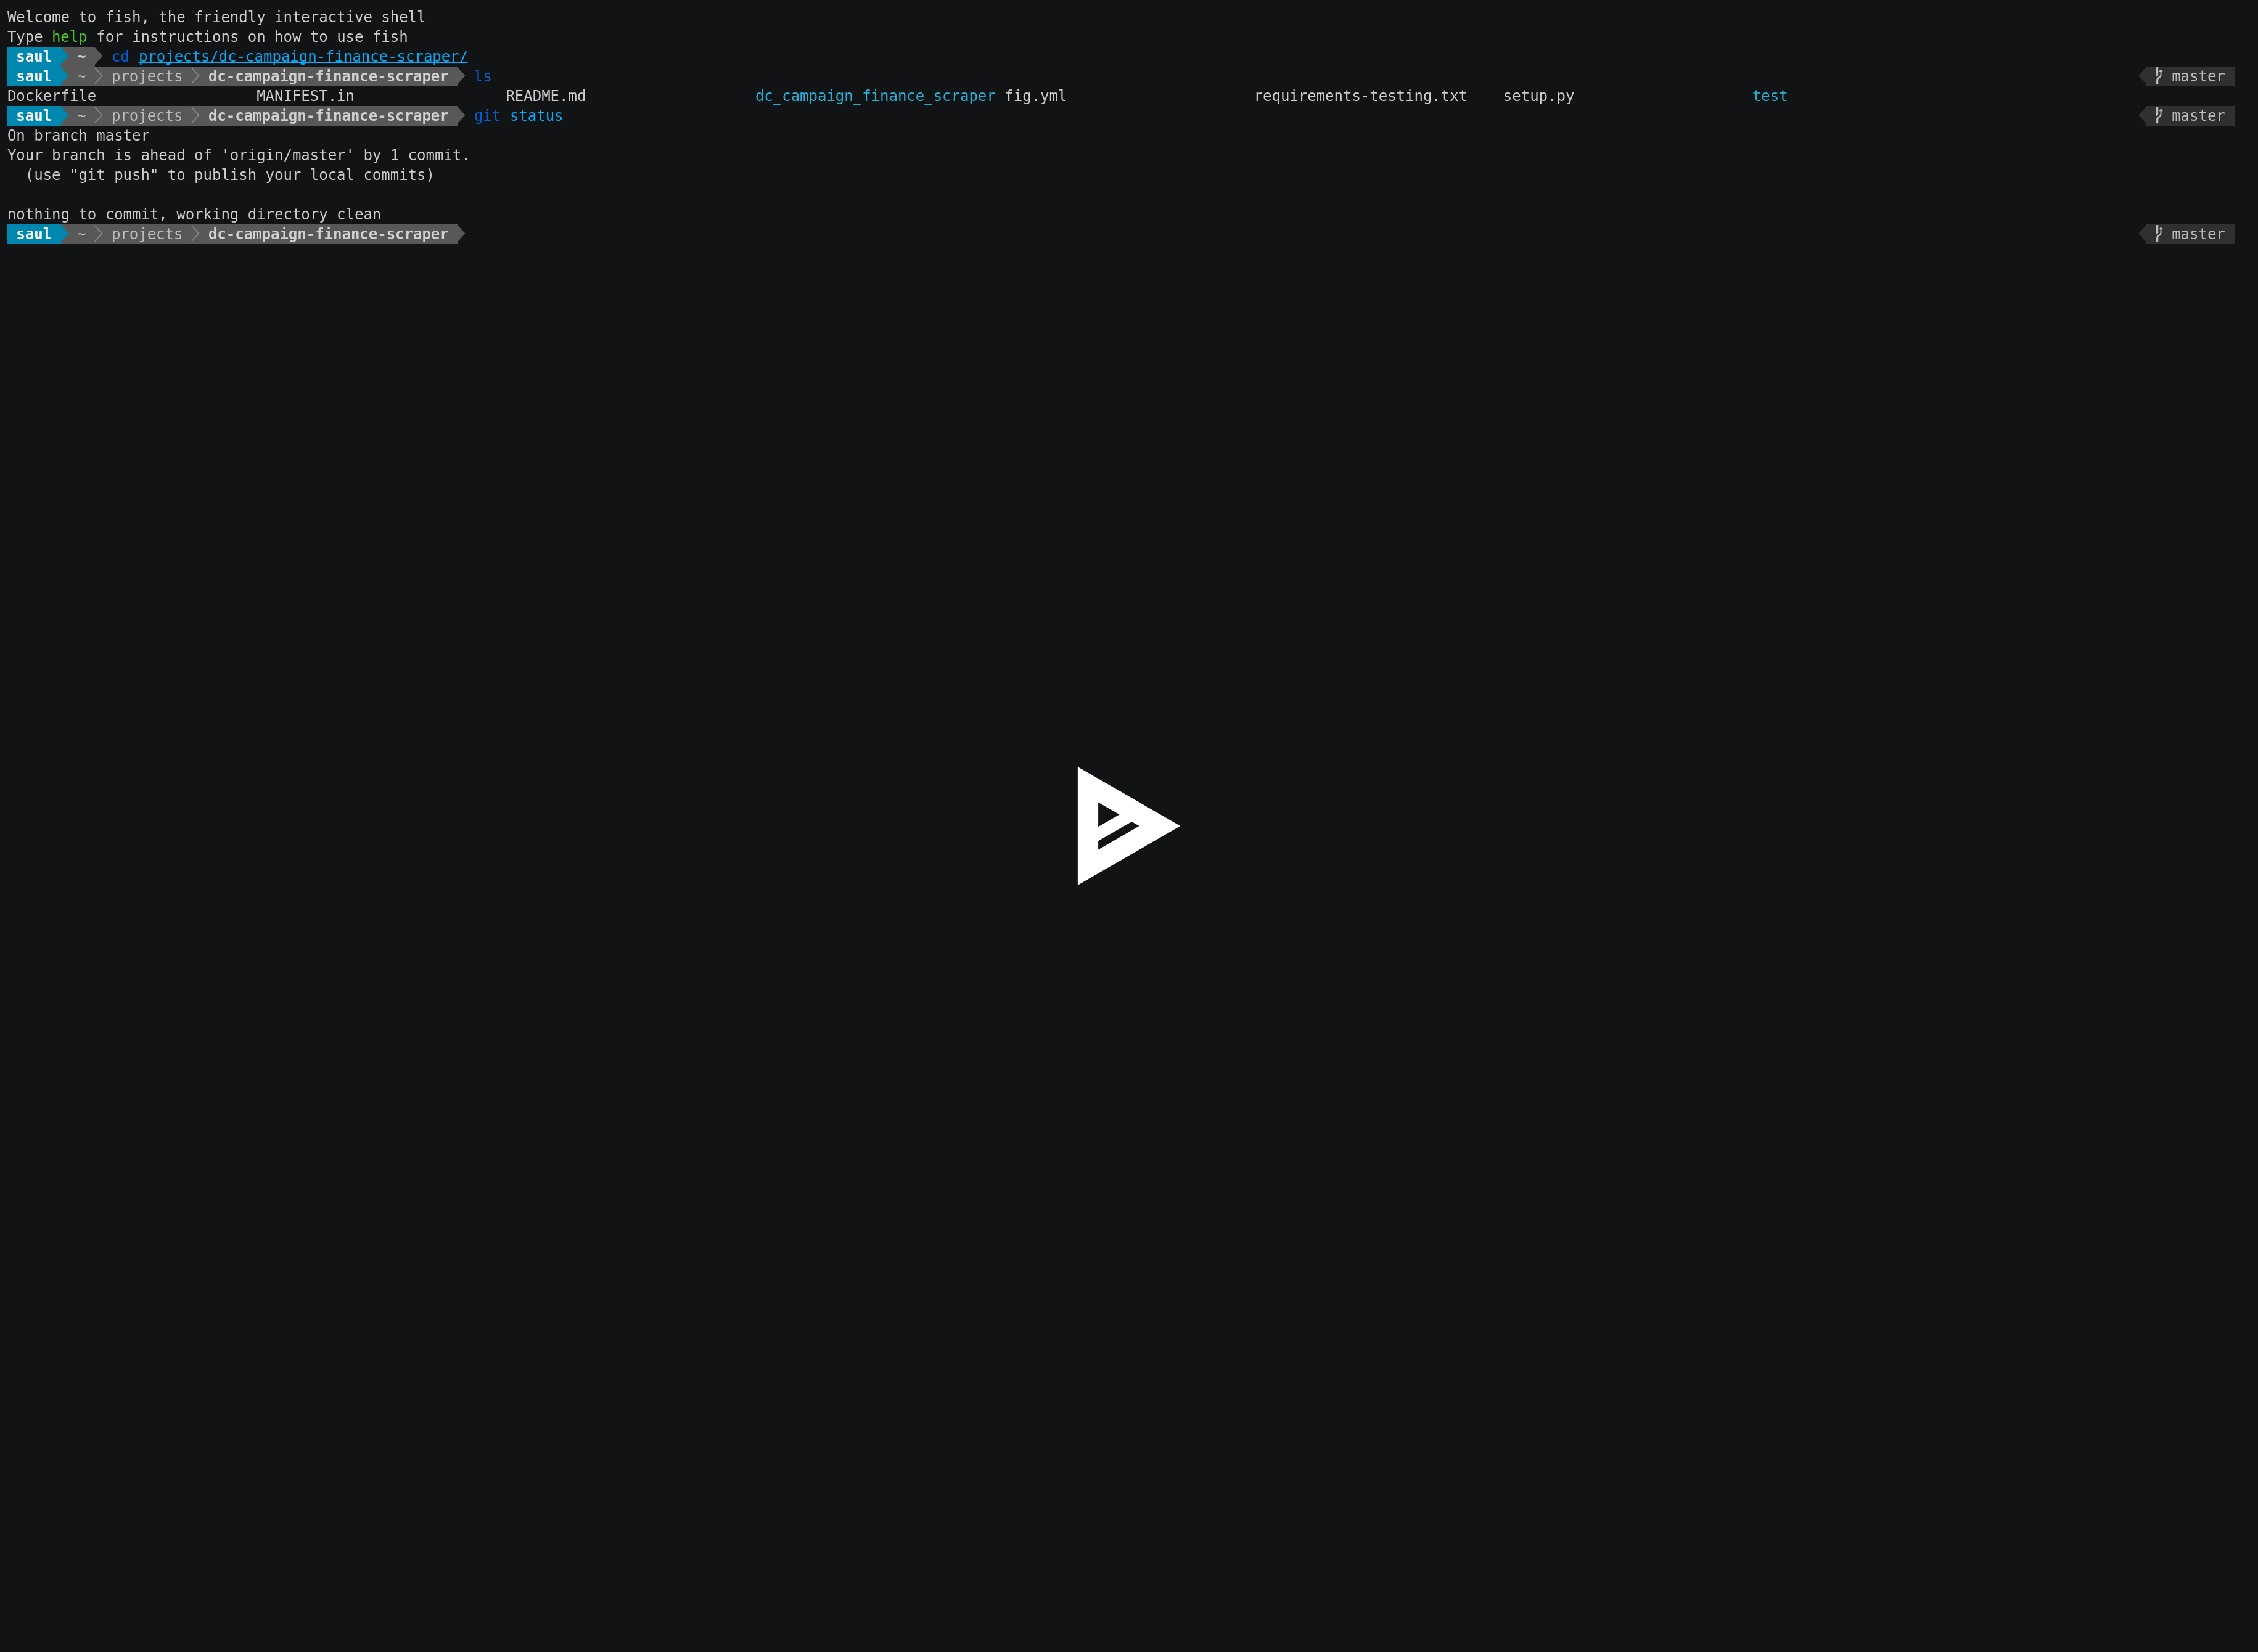 Welcome to fish, the friendly interactive shell
Type help for instructions on how to use fish
saul ~ cd projects/dc-campaign-finance-scraper/
saul ~ projects dc-campaign-finance-scraper ls master
Dockerfile MANIFEST.in README.md dc_campaign_finance_scraper fig.yml requirements-testing.txt setup.py test
saul ~ projects dc-campaign-finance-scraper git status master
On branch master
Your branch is ahead of 'origin/master' by 1 commit.
(use "git push" to publish your local commits)
nothing to commit, working directory clean
saul ~ projects dc-campaign-finance-scraper master